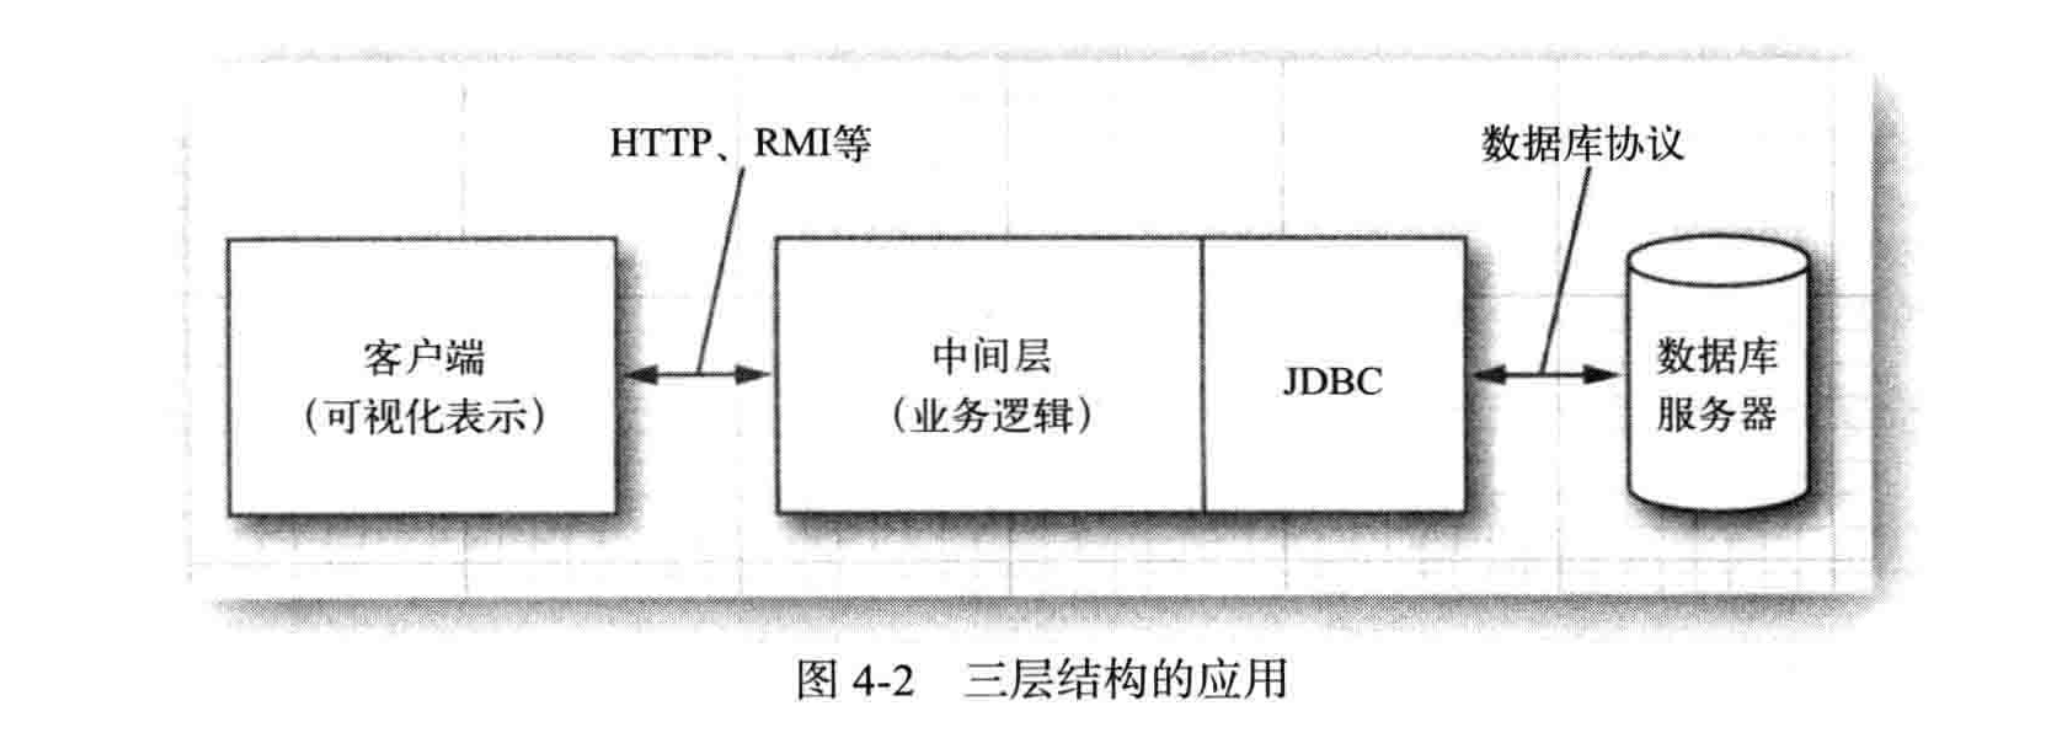 HTTP、RMI等
数据库协议
客户端
（可视化表示）
中间层
（业务逻辑）
JDBC
数据库
服务器
图 4-2 三层结构的应用